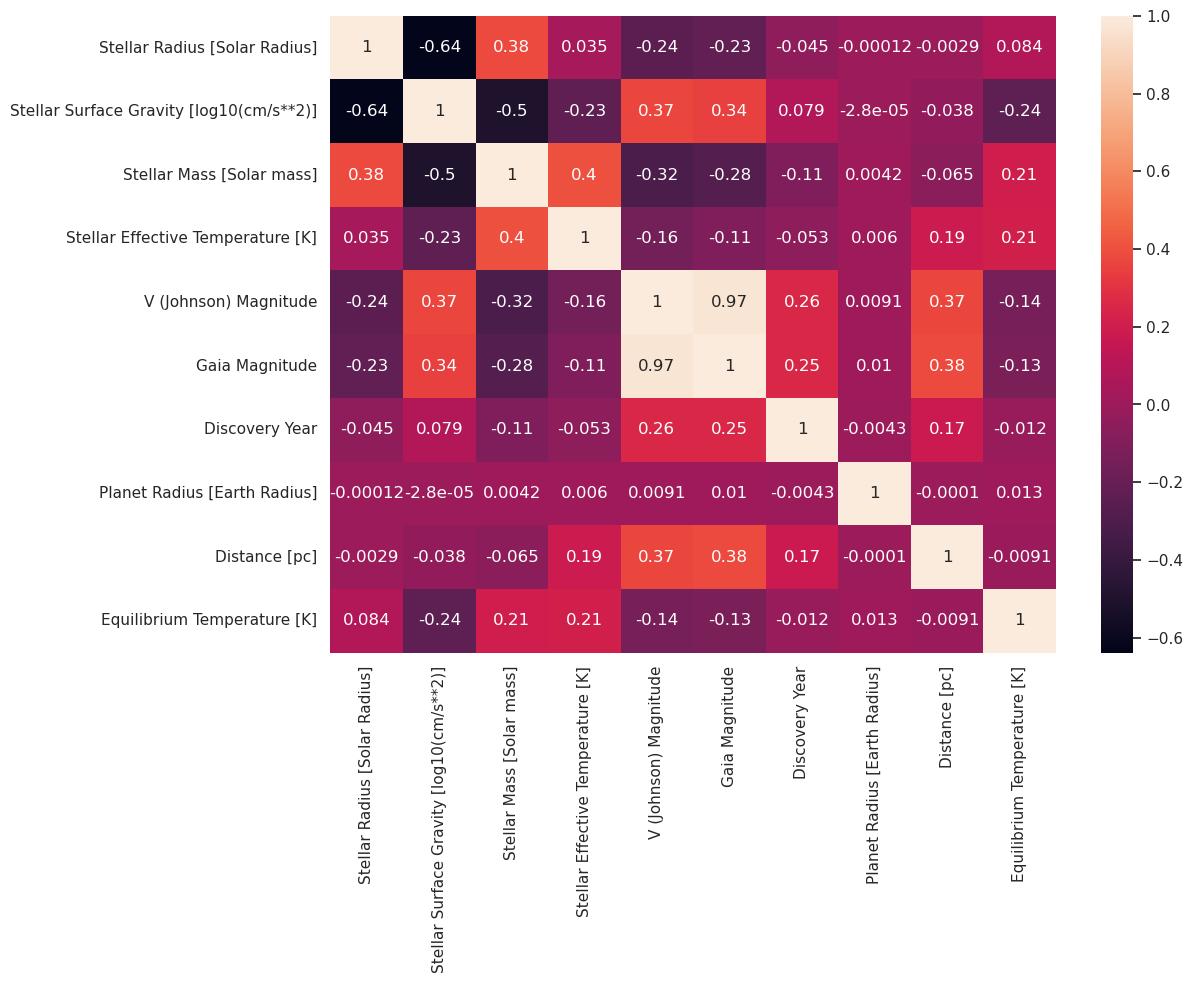 Stellar Radius [Solar Radius] 1 -0.64 0.38 0.035 -0.24 -0.23 -0.045 -0.00012 -0.0029 0.084
Stellar Surface Gravity [log10(cm/s**2)] -0.64 1 -0.5 -0.23 0.37 0.34 0.079 -2.8e-05 -0.038 -0.24
Stellar Mass [Solar mass] 0.38 -0.5 1 0.4 -0.32 -0.28 -0.11 0.0042 -0.065 0.21
Stellar Effective Temperature [K] 0.035 -0.23 0.4 1 -0.16 -0.11 -0.053 0.006 0.19 0.21
V (Johnson) Magnitude -0.24 0.37 -0.32 -0.16 1 0.97 0.26 0.0091 0.37 -0.14
Gaia Magnitude -0.23 0.34 -0.28 -0.11 0.97 1 0.25 0.01 0.38 -0.13
Discovery Year -0.045 0.079 -0.11 -0.053 0.26 0.25 1 -0.0043 0.17 -0.012
Planet Radius [Earth Radius] -0.00012 -2.8e-05 0.0042 0.006 0.0091 0.01 -0.0043 1 -0.0001 0.013
Distance [pc] -0.0029 -0.038 -0.065 0.19 0.37 0.38 0.17 -0.0001 1 -0.0091
Equilibrium Temperature [K] 0.084 -0.24 0.21 0.21 -0.14 -0.13 -0.012 0.013 -0.0091 1
Stellar Radius [Solar Radius]
Stellar Surface Gravity [log10(cm/s**2)]
Stellar Mass [Solar mass]
Stellar Effective Temperature [K]
V (Johnson) Magnitude
Gaia Magnitude
Discovery Year
Planet Radius [Earth Radius]
Distance [pc]
Equilibrium Temperature [K]
1.0
0.8
0.6
0.4
0.2
0.0
−0.2
−0.4
−0.6